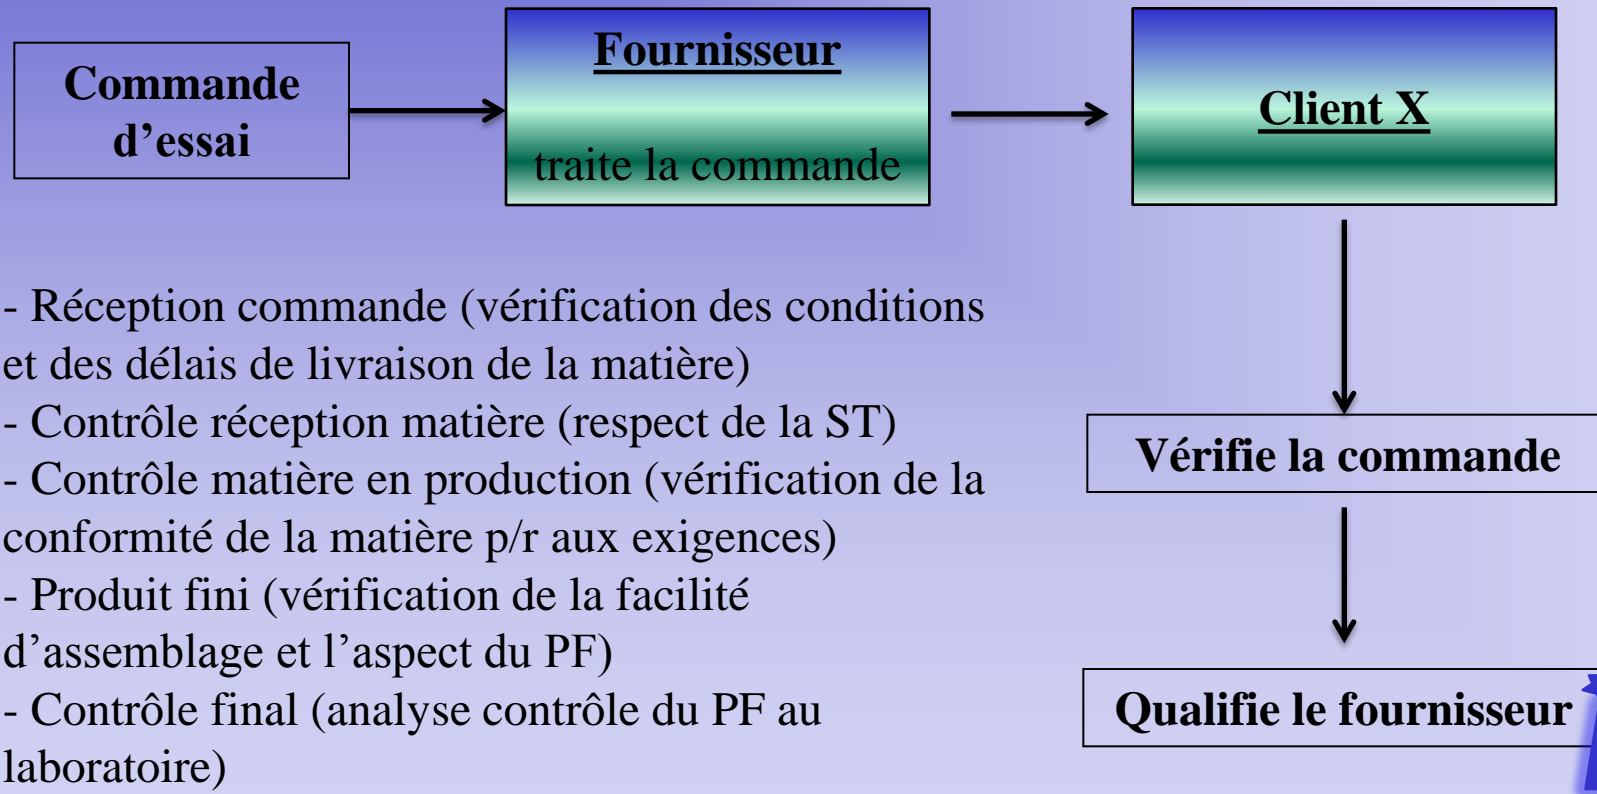 Commande
d’essai
Fournisseur
traite la commande
Client X
- Réception commande (vérification des conditions
et des délais de livraison de la matière)
- Contrôle réception matière (respect de la ST)
- Contrôle matière en production (vérification de la
conformité de la matière p/r aux exigences)
- Produit fini (vérification de la facilité
d’assemblage et l’aspect du PF)
- Contrôle final (analyse contrôle du PF au
laboratoire)
Vérifie la commande
Qualifie le fournisseur